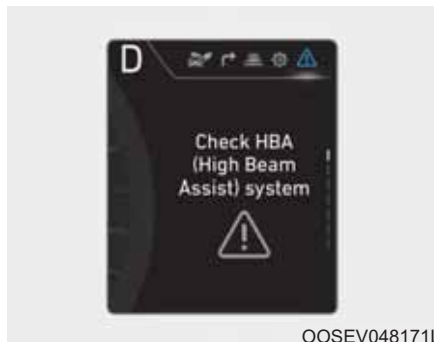 D
Check HBA
(High Beam
Assist) system
OOSEV048171L